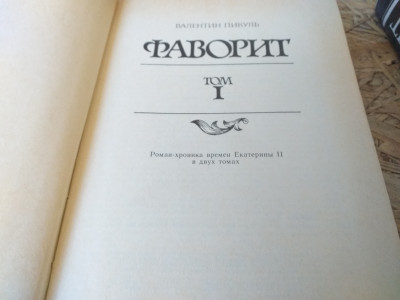 ВАЛЕНТИН ПИКУЛЬ
ФАВОРИТ
ТОМ
I
Роман-хроника времен Екатерины II
в двух томах